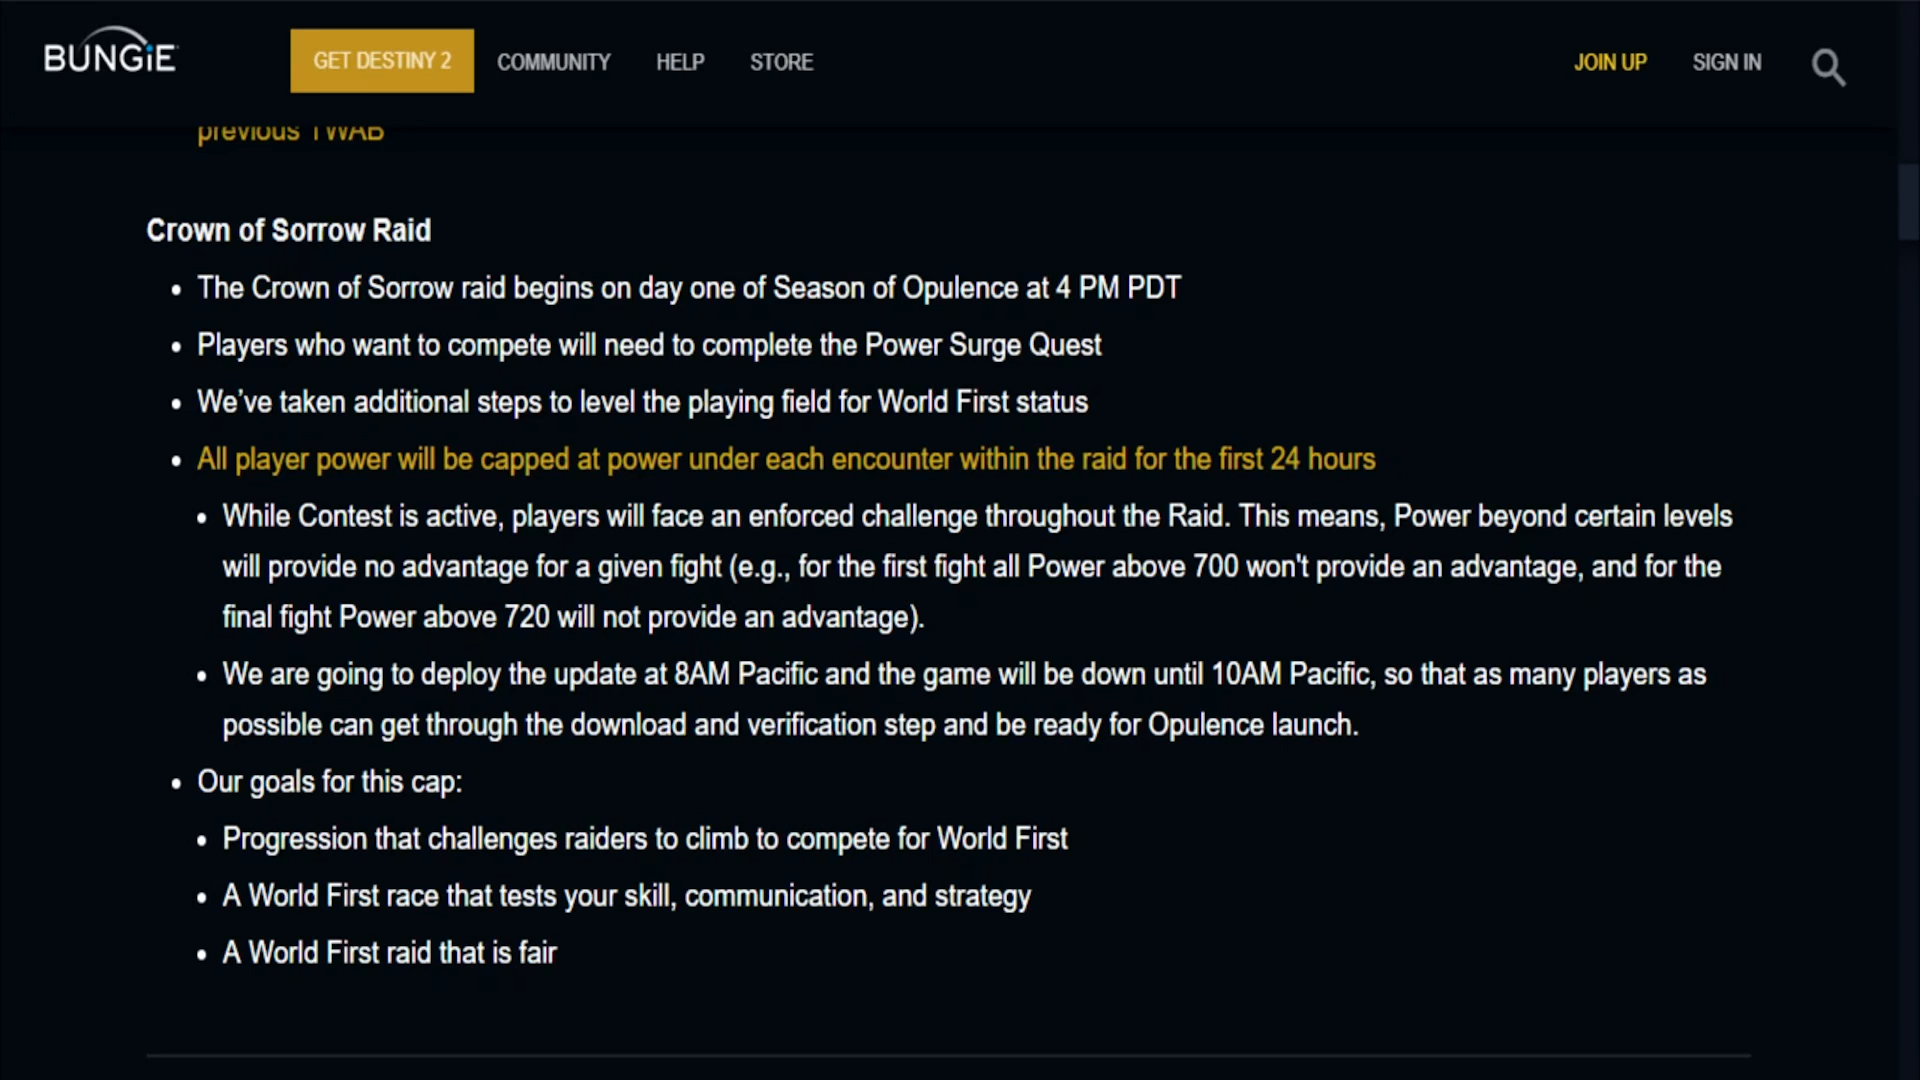 BUNGiE
GET DESTINY 2
COMMUNITY
HELP
STORE
JOIN UP
SIGN IN
previous TWAB
Crown of Sorrow Raid
• The Crown of Sorrow raid begins on day one of Season of Opulence at 4 PM PDT
• Players who want to compete will need to complete the Power Surge Quest
• We’ve taken additional steps to level the playing field for World First status
• All player power will be capped at power under each encounter within the raid for the first 24 hours
• While Contest is active, players will face an enforced challenge throughout the Raid. This means, Power beyond certain levels
will provide no advantage for a given fight (e.g., for the first fight all Power above 700 won't provide an advantage, and for the
final fight Power above 720 will not provide an advantage).
• We are going to deploy the update at 8AM Pacific and the game will be down until 10AM Pacific, so that as many players as
possible can get through the download and verification step and be ready for Opulence launch.
• Our goals for this cap:
• Progression that challenges raiders to climb to compete for World First
• A World First race that tests your skill, communication, and strategy
• A World First raid that is fair